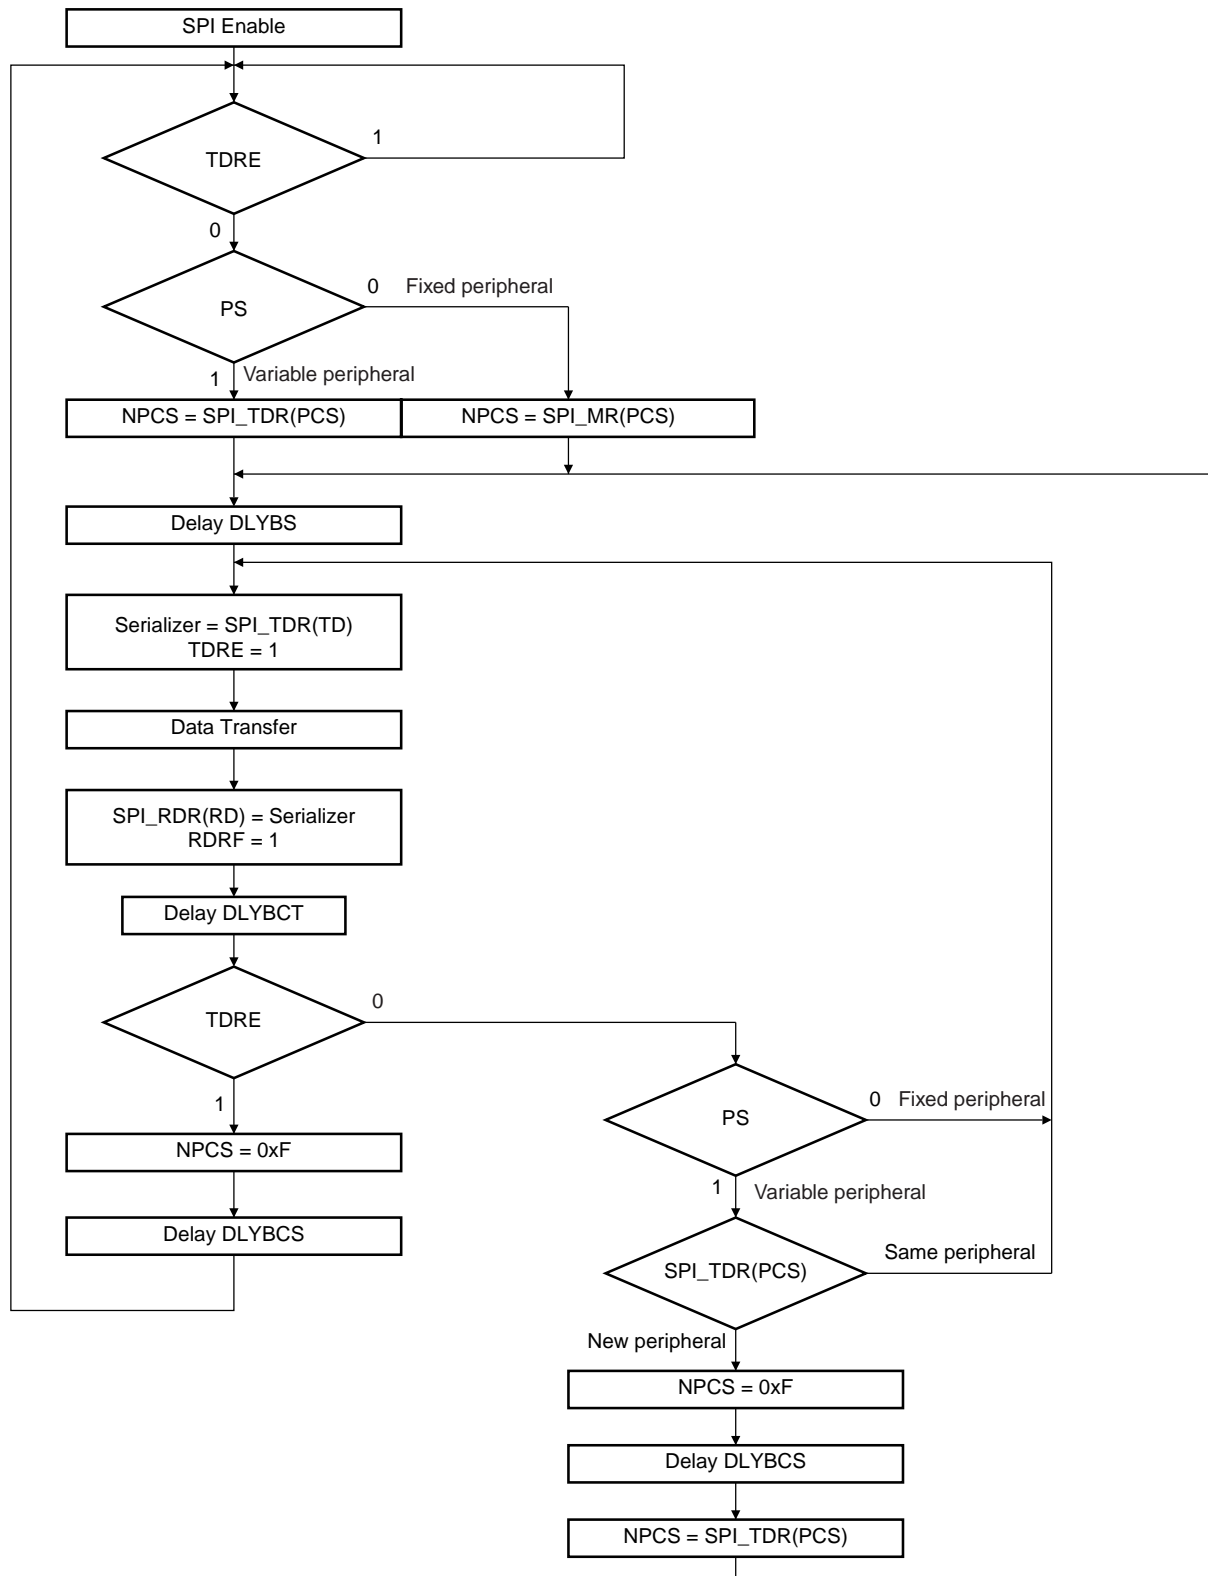 SPI Enable
TDRE
1
0
PS
0 Fixed peripheral
1 Variable peripheral
NPCS = SPI_TDR(PCS)
NPCS = SPI_MR(PCS)
Delay DLYBS
Serializer = SPI_TDR(TD)
TDRE = 1
Data Transfer
SPI_RDR(RD) = Serializer
RDRF = 1
Delay DLYBCT
TDRE
0
1
NPCS = 0xF
Delay DLYBCS
PS
0 Fixed peripheral
1 Variable peripheral
SPI_TDR(PCS)
Same peripheral
New peripheral
NPCS = 0xF
Delay DLYBCS
NPCS = SPI_TDR(PCS)